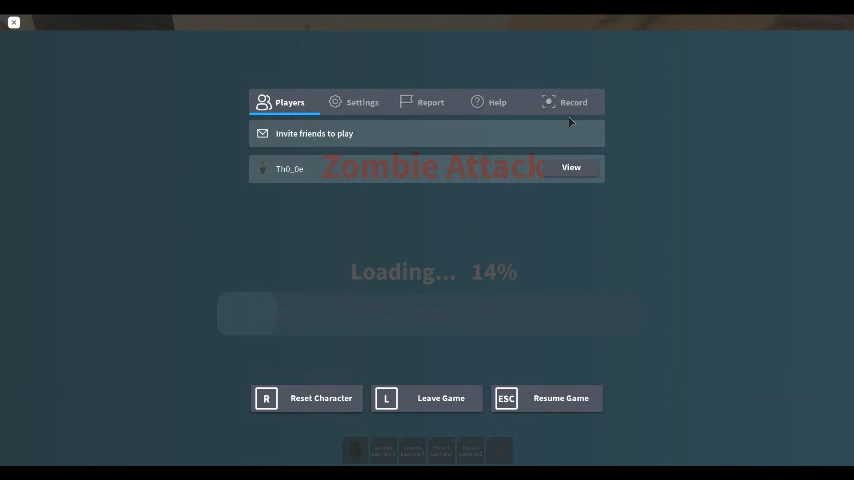 Players
Settings
Report
Help
Record
Invite friends to play
Th0_0e
Zombie Attack
View
Loading... 14%
R
Reset Character
L
Leave Game
ESC
Resume Game